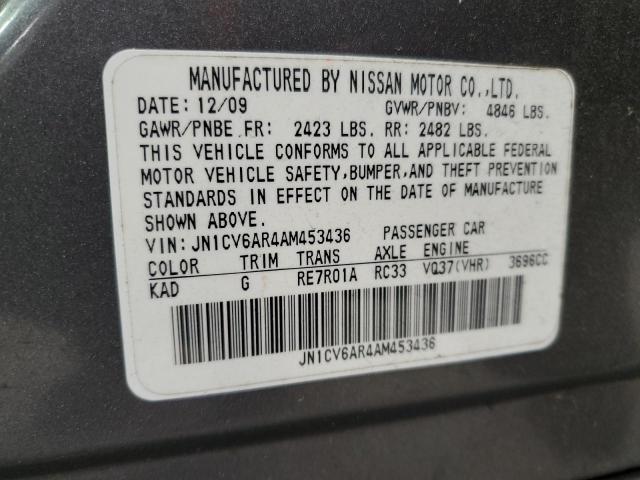 MANUFACTURED BY NISSAN MOTOR CO.,LTD.
DATE: 12/09 GVWR/PNBV: 4846 LBS.
GAWR/PNBE FR: 2423 LBS. RR: 2482 LBS.
THIS VEHICLE CONFORMS TO ALL APPLICABLE FEDERAL
MOTOR VEHICLE SAFETY,BUMPER,AND THEFT PREVENTION
STANDARDS IN EFFECT ON THE DATE OF MANUFACTURE
SHOWN ABOVE.
VIN:JN1CV6AR4AM453436 PASSENGER CAR
COLOR TRIM TRANS AXLE ENGINE
KAD G RE7R01A RC33 VQ37(VHR) 3696CC
JN1CV6AR4AM453436